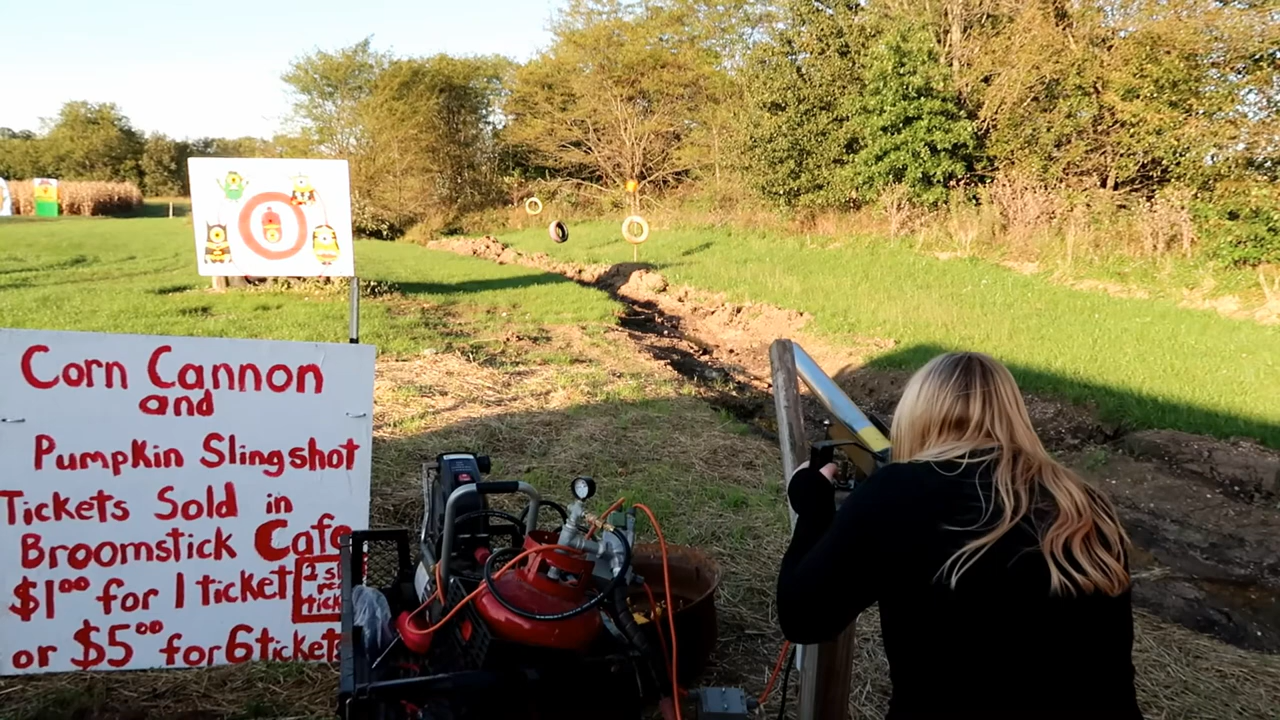 Corn Cannon
and
Pumpkin Slingshot
Tickets Sold in
Broomstick Cafe
$1.00 for 1 ticket
or $5.00 for 6 tickets